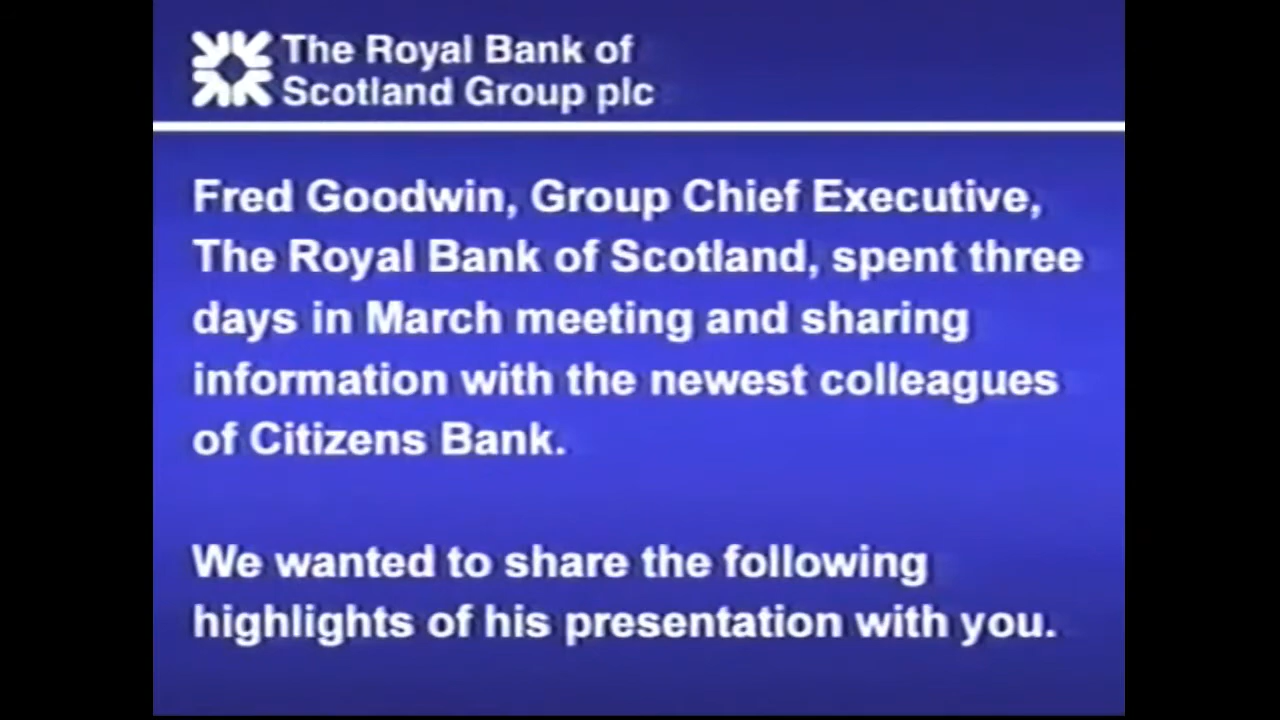 The Royal Bank of
Scotland Group plc
Fred Goodwin, Group Chief Executive,
The Royal Bank of Scotland, spent three
days in March meeting and sharing
information with the newest colleagues
of Citizens Bank.
We wanted to share the following
highlights of his presentation with you.